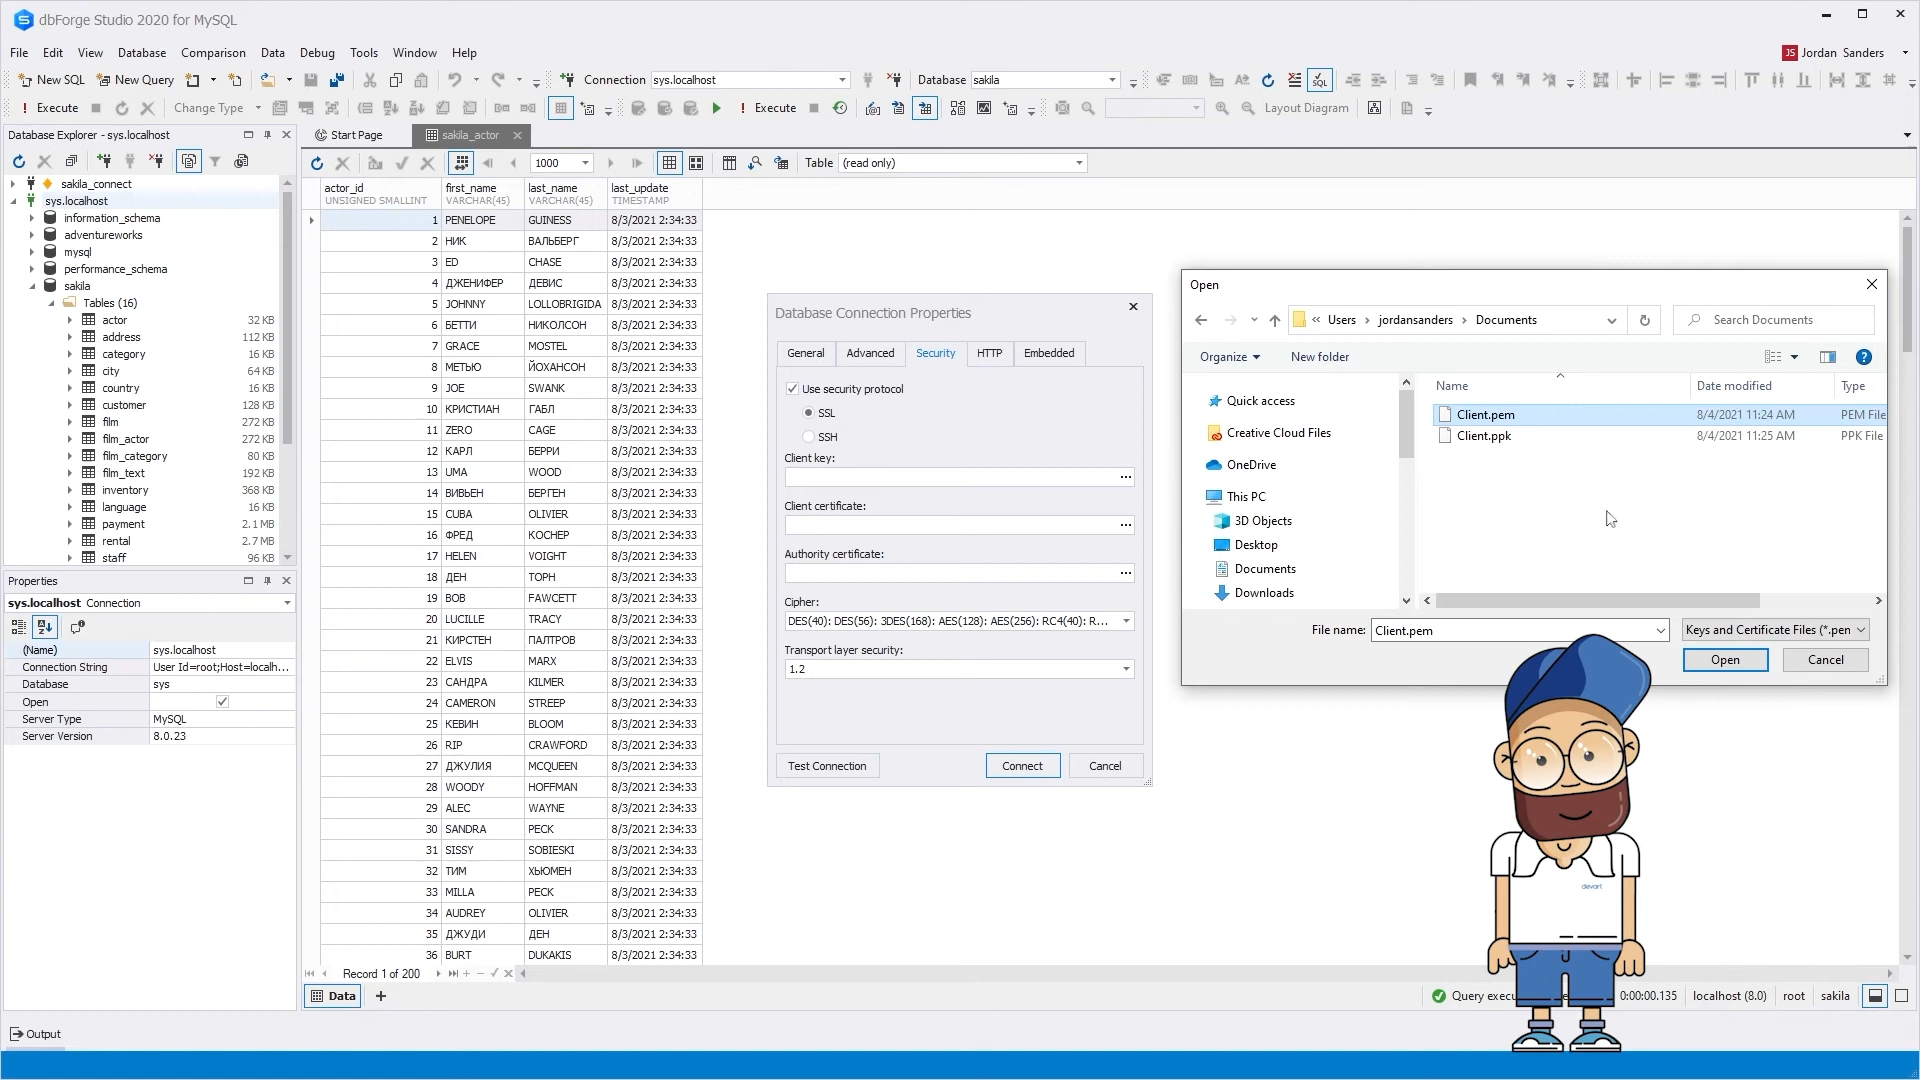 dbForge Studio 2020 for MySQL
File Edit View Database Comparison Data Debug Tools Window Help
JS Jordan Sanders
New SQL New Query Connection sys.localhost Database sakila
Execute Change Type Execute Layout Diagram
Database Explorer - sys.localhost
Start Page sakila_actor
1000 Table (read only)
sakila_connect
sys.localhost
information_schema
adventureworks
mysql
performance_schema
sakila
Tables (16)
actor 32 KB
address 112 KB
category 16 KB
city 64 KB
country 16 KB
customer 128 KB
film 272 KB
film_actor 272 KB
film_category 80 KB
film_text 192 KB
inventory 368 KB
language 16 KB
payment 2.1 MB
rental 2.7 MB
staff 96 KB
Properties
sys.localhost Connection
(Name) sys.localhost
Connection String User Id=root;Host=localh...
Database sys
Open
Server Type MySQL
Server Version 8.0.23
Output
actor_id first_name last_name last_update
UNSIGNED SMALLINT VARCHAR(45) VARCHAR(45) TIMESTAMP
1 PENELOPE GUINESS 8/3/2021 2:34:33
2 НИК ВАЛЬБЕРГ 8/3/2021 2:34:33
3 ED CHASE 8/3/2021 2:34:33
4 ДЖЕНИФЕР ДЕВИС 8/3/2021 2:34:33
5 JOHNNY LOLLOBRIGIDA 8/3/2021 2:34:33
6 БЕТТИ НИКОЛСОН 8/3/2021 2:34:33
7 GRACE MOSTEL 8/3/2021 2:34:33
8 МЕТЬЮ ЙОХАНСОН 8/3/2021 2:34:33
9 JOE SWANK 8/3/2021 2:34:33
10 КРИСТИАН ГАБЛ 8/3/2021 2:34:33
11 ZERO CAGE 8/3/2021 2:34:33
12 КАРЛ БЕРРИ 8/3/2021 2:34:33
13 UMA WOOD 8/3/2021 2:34:33
14 ВИВЬЕН БЕРГЕН 8/3/2021 2:34:33
15 CUBA OLIVIER 8/3/2021 2:34:33
16 ФРЕД КОСНЕР 8/3/2021 2:34:33
17 HELEN VOIGHT 8/3/2021 2:34:33
18 ДЕН ТОРН 8/3/2021 2:34:33
19 BOB FAWCETT 8/3/2021 2:34:33
20 LUCILLE TRACY 8/3/2021 2:34:33
21 КИРСТЕН ПАЛТРОВ 8/3/2021 2:34:33
22 ELVIS MARX 8/3/2021 2:34:33
23 САНДРА KILMER 8/3/2021 2:34:33
24 CAMERON STREEP 8/3/2021 2:34:33
25 КЕВИН BLOOM 8/3/2021 2:34:33
26 RIP CRAWFORD 8/3/2021 2:34:33
27 ДЖУЛИЯ MCQUEEN 8/3/2021 2:34:33
28 WOODY HOFFMAN 8/3/2021 2:34:33
29 ALEC WAYNE 8/3/2021 2:34:33
30 SANDRA PECK 8/3/2021 2:34:33
31 SISSY SOBIESKI 8/3/2021 2:34:33
32 ТИМ ХЬЮМЕН 8/3/2021 2:34:33
33 MILLA PECK 8/3/2021 2:34:33
34 AUDREY OLIVIER 8/3/2021 2:34:33
35 ДЖУДИ ДЕН 8/3/2021 2:34:33
36 BURT DUKAKIS 8/3/2021 2:34:33
Record 1 of 200
Data
Query execu 0:00:00.135 localhost (8.0) root sakila
Database Connection Properties
General Advanced Security HTTP Embedded
Use security protocol
SSL
SSH
Client key:
Client certificate:
Authority certificate:
Cipher:
DES(40): DES(56): 3DES(168): AES(128): AES(256): RC4(40): R...
Transport layer security:
1.2
Test Connection Connect Cancel
Open
« Users › jordansanders › Documents Search Documents
Organize New folder
Name Date modified Type
Client.pem 8/4/2021 11:24 AM PEM File
Client.ppk 8/4/2021 11:25 AM PPK File
Quick access
Creative Cloud Files
OneDrive
This PC
3D Objects
Desktop
Documents
Downloads
File name: Client.pem Keys and Certificate Files (*.pen
Open Cancel
devart